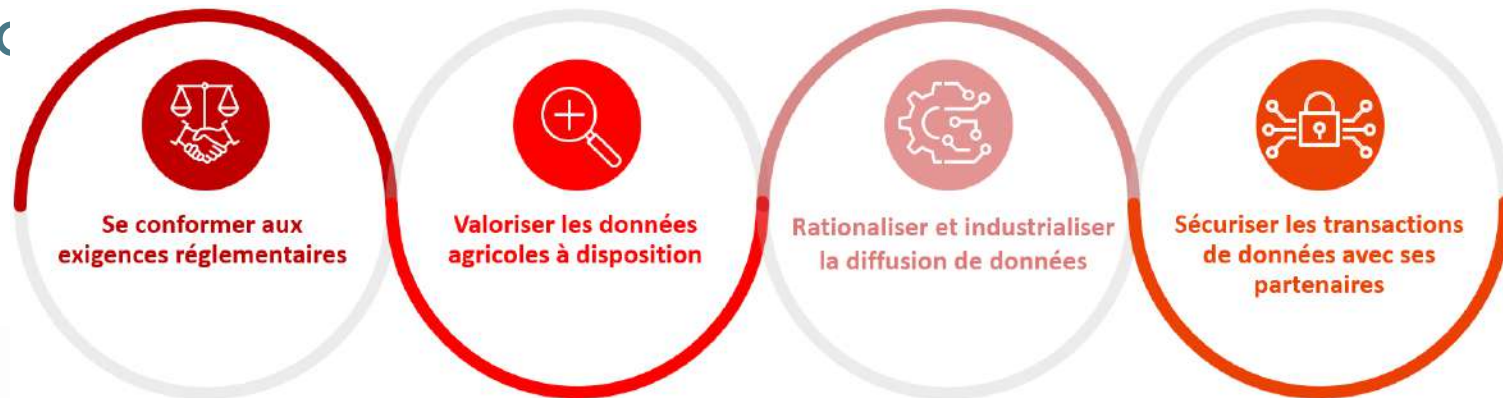 Se conformer aux
exigences réglementaires
Valoriser les données
agricoles à disposition
Rationaliser et industrialiser
la diffusion de données
Sécuriser les transactions
de données avec ses
partenaires